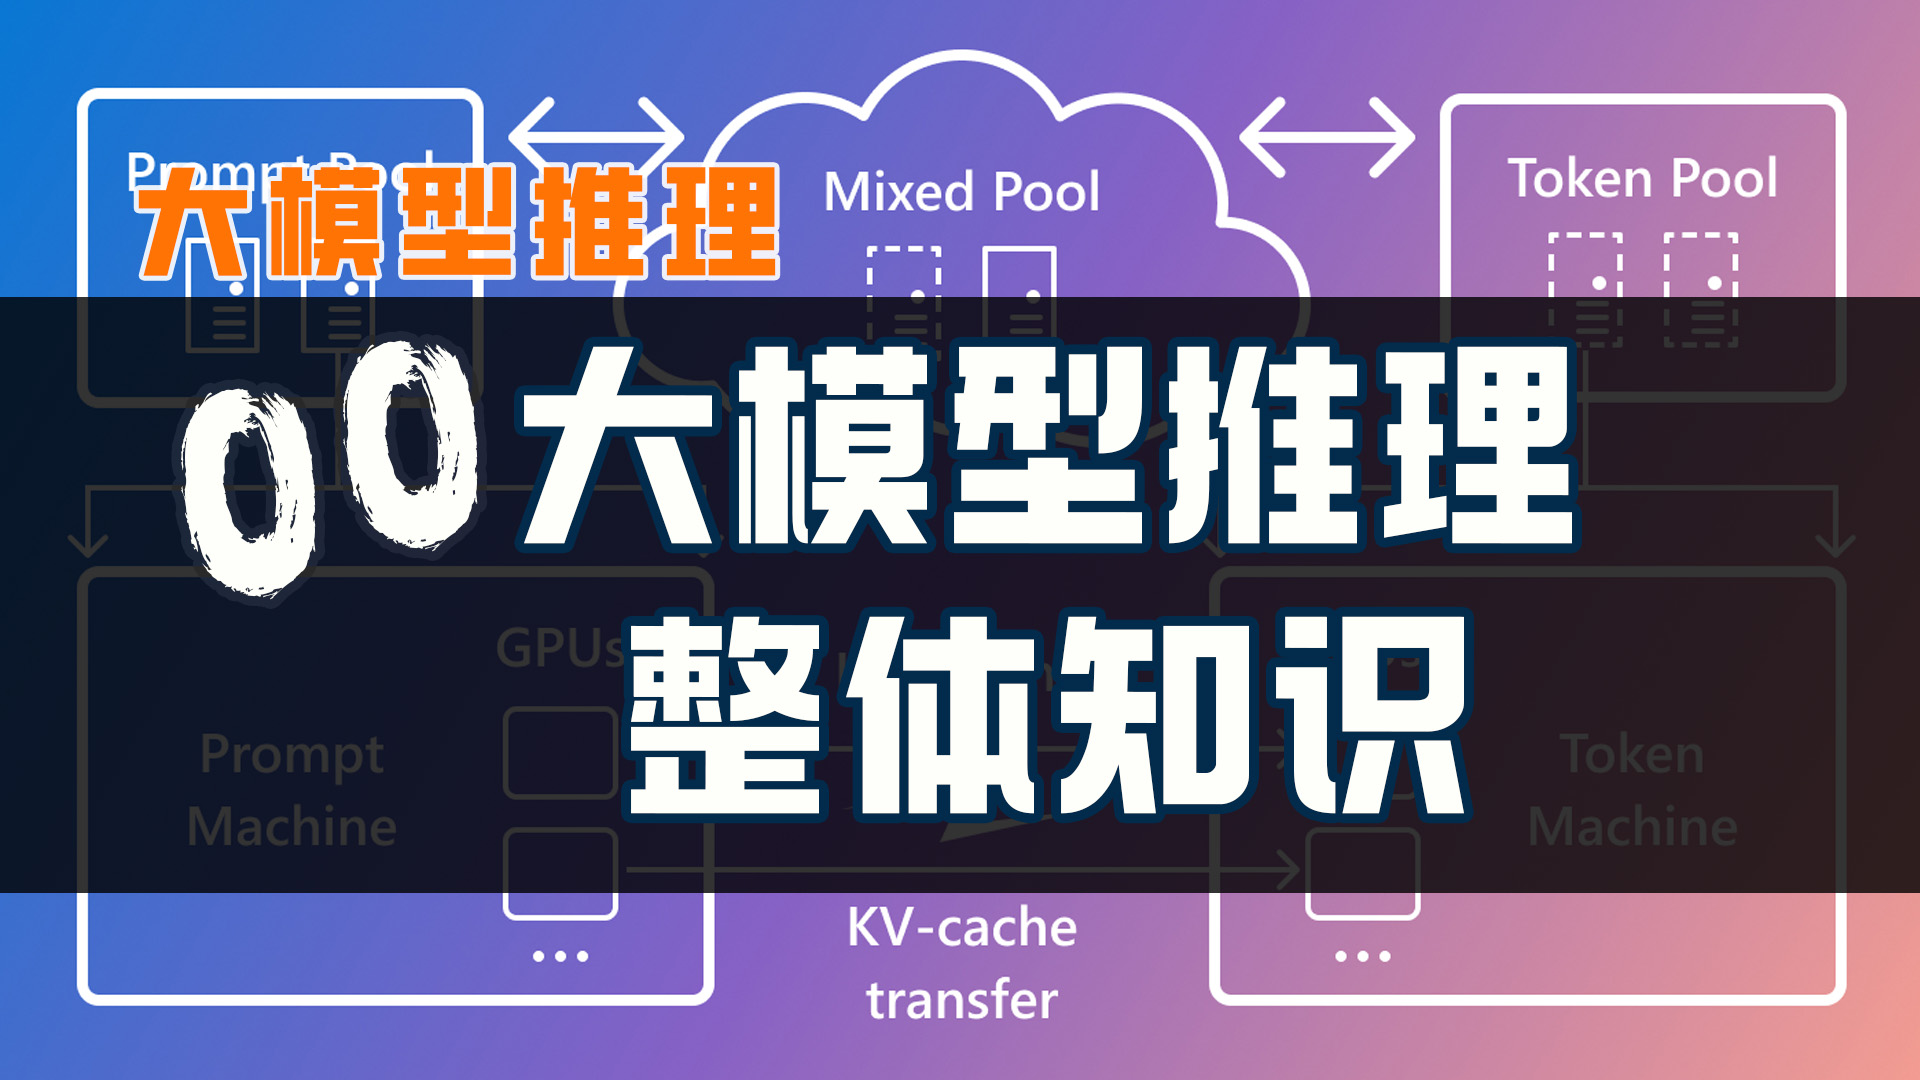 Mixed Pool
Token Pool
大模型推理
00 大模型推理
整体知识
GPUs
Prompt
Machine
Token
Machine
KV-cache
transfer